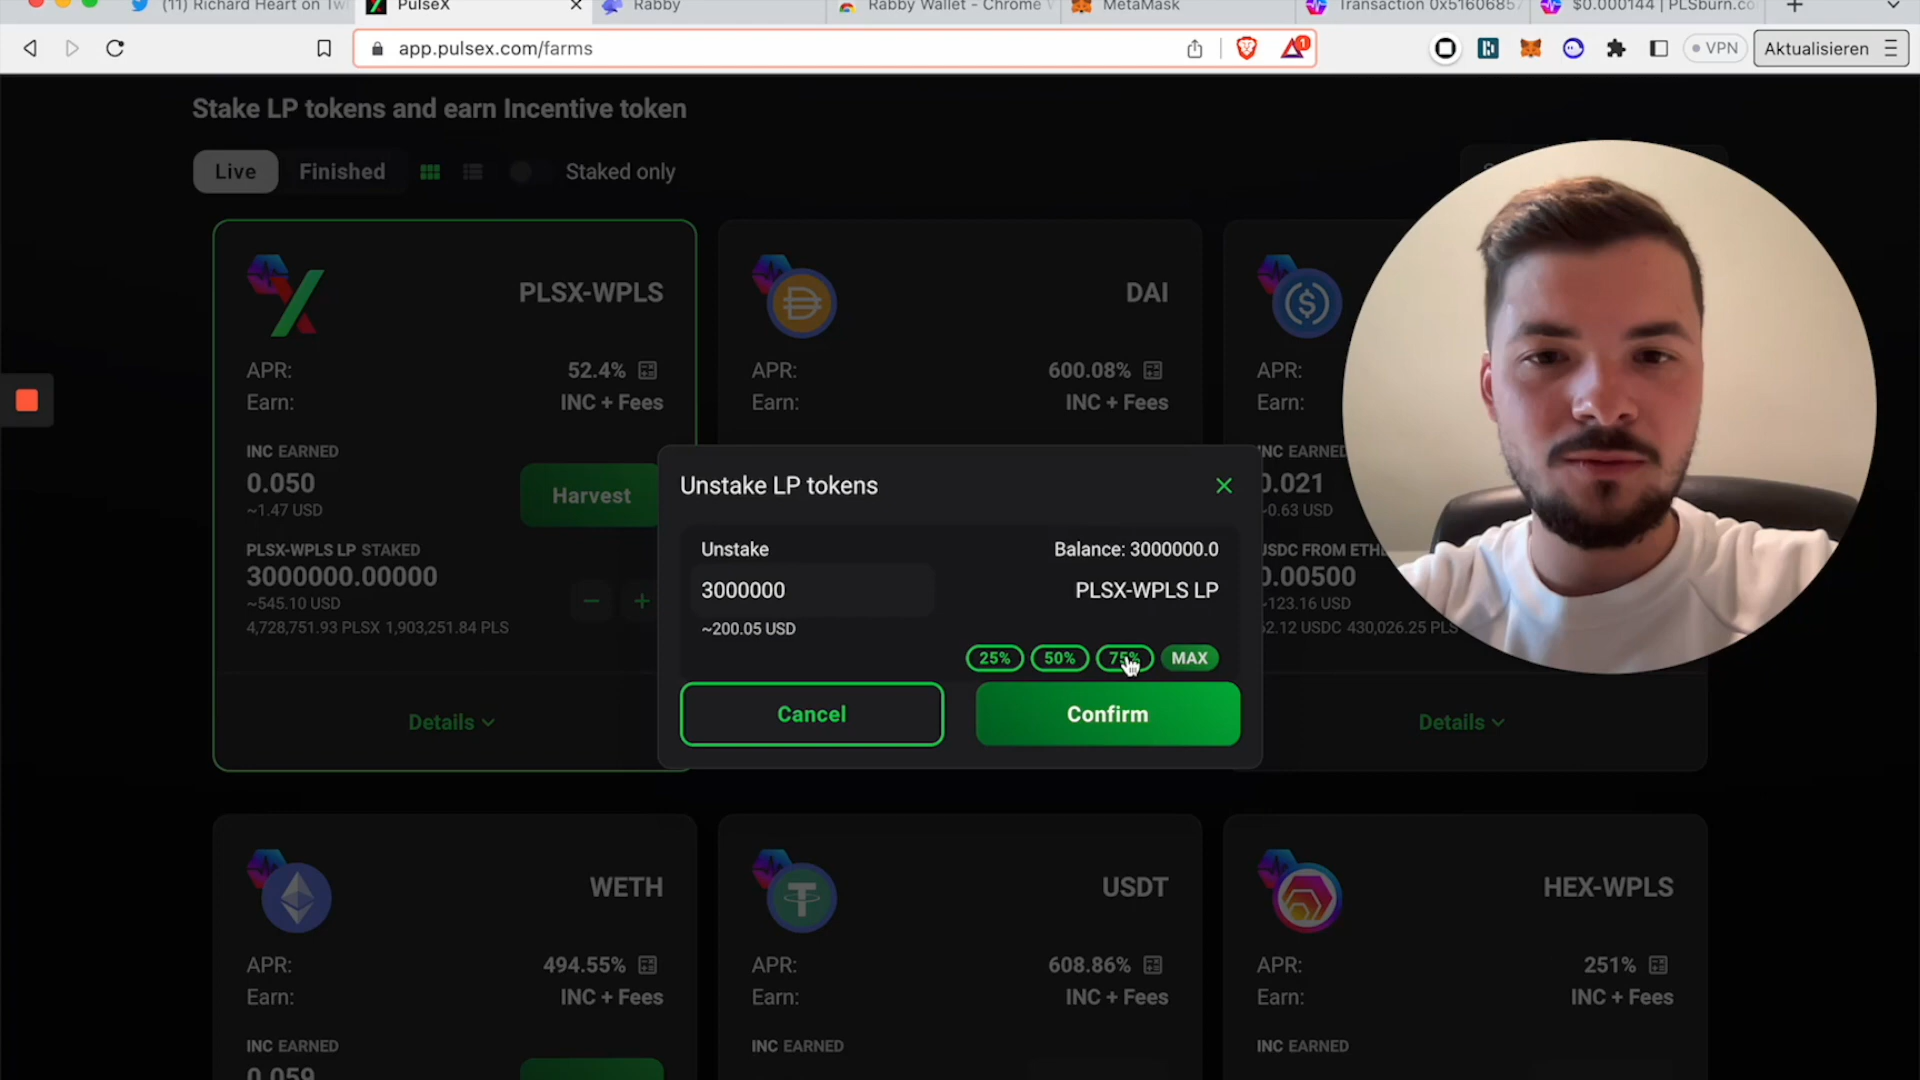 (11) Richard Heart on Tw
PulseX
Rabby
Rabby Wallet - Chrome
MetaMask
Transaction 0x51606857
$0.000144 | PLSburn.co
app.pulsex.com/farms
1
VPN
Aktualisieren
Stake LP tokens and earn Incentive token
Live
Finished
Staked only
PLSX-WPLS
APR:
52.4%
Earn:
INC + Fees
INC EARNED
0.050
~1.47 USD
Harvest
PLSX-WPLS LP STAKED
3000000.00000
~545.10 USD
4,728,751.93 PLSX 1,903,251.84 PLS
Details
DAI
APR:
600.08%
Earn:
INC + Fees
APR:
Earn:
INC EARNED
0.021
~0.63 USD
USDC FROM ETH
0.00500
~123.16 USD
62.12 USDC 430,026.25 PLS
Details
Unstake LP tokens
Unstake
Balance: 3000000.0
3000000
PLSX-WPLS LP
~200.05 USD
25%
50%
75%
MAX
Cancel
Confirm
WETH
APR:
494.55%
Earn:
INC + Fees
INC EARNED
0.059
USDT
APR:
608.86%
Earn:
INC + Fees
INC EARNED
HEX-WPLS
APR:
251%
Earn:
INC + Fees
INC EARNED